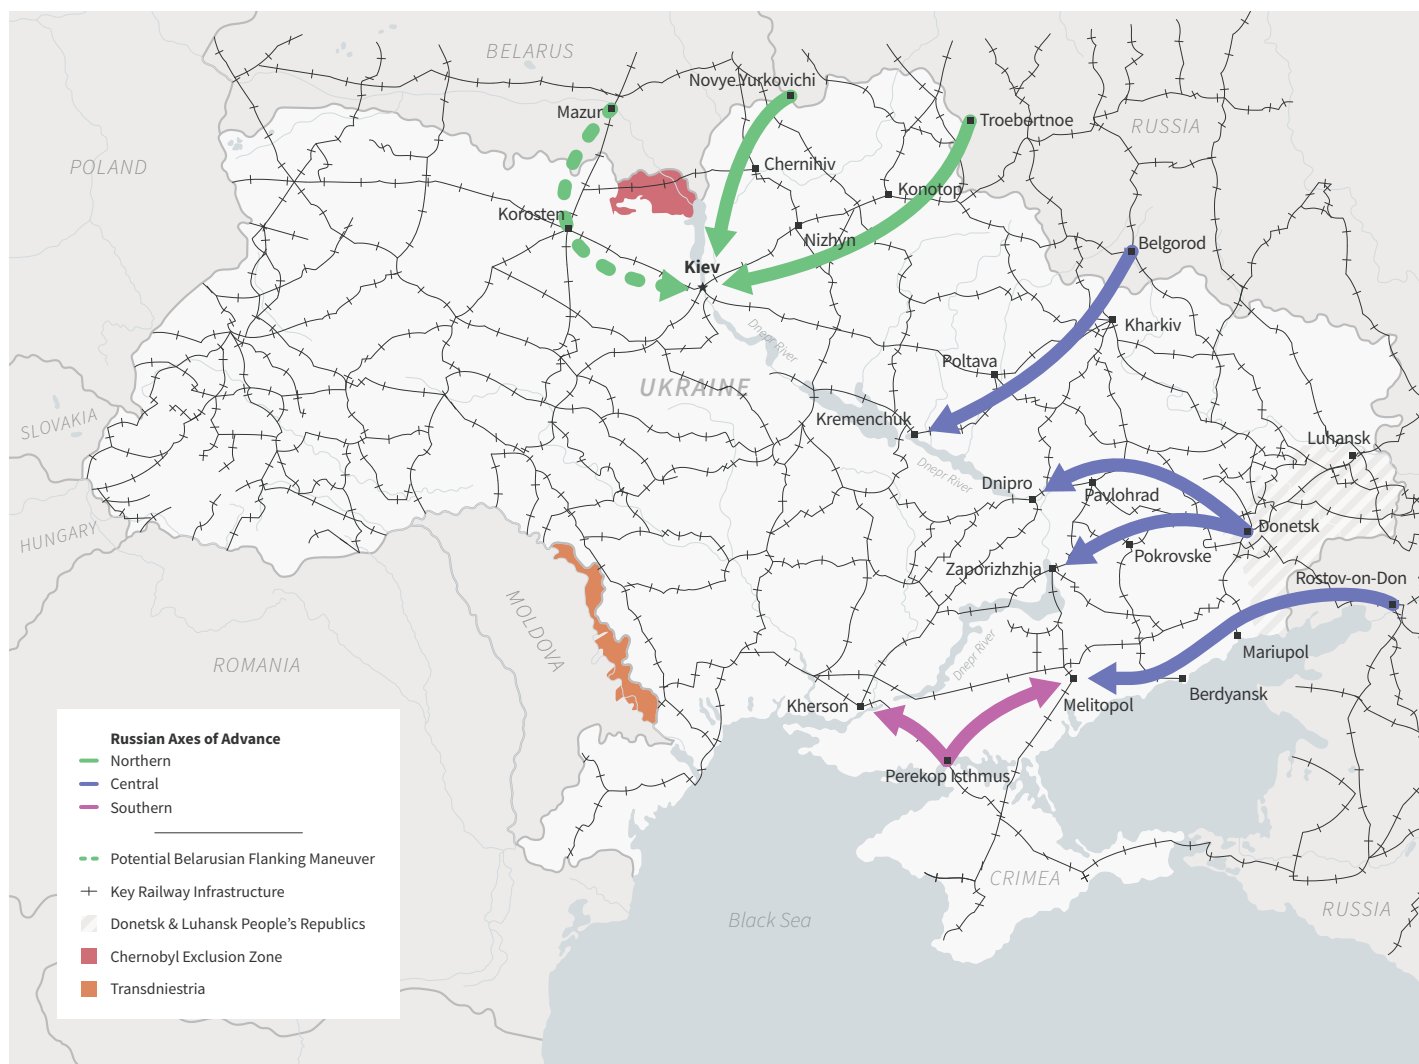 BELARUS
Novye Yurkovichi
Mazur
Troebortnoe
RUSSIA
POLAND
Chernihiv
Konotop
Korosten
Nizhyn
Belgorod
Kiev
Kharkiv
Dnepr River
Poltava
UKRAINE
SLOVAKIA
Kremenchuk
Luhansk
Dnepr River
Dnipro
Pavlohrad
HUNGARY
Donetsk
Pokrovske
Zaporizhzhia
Rostov-on-Don
MOLDOVA
ROMANIA
Dnepr River
Mariupol
Kherson
Melitopol
Berdyansk
Perekop Isthmus
CRIMEA
Black Sea
RUSSIA
Russian Axes of Advance
Northern
Central
Southern
Potential Belarusian Flanking Maneuver
Key Railway Infrastructure
Donetsk & Luhansk People's Republics
Chernobyl Exclusion Zone
Transdniestria